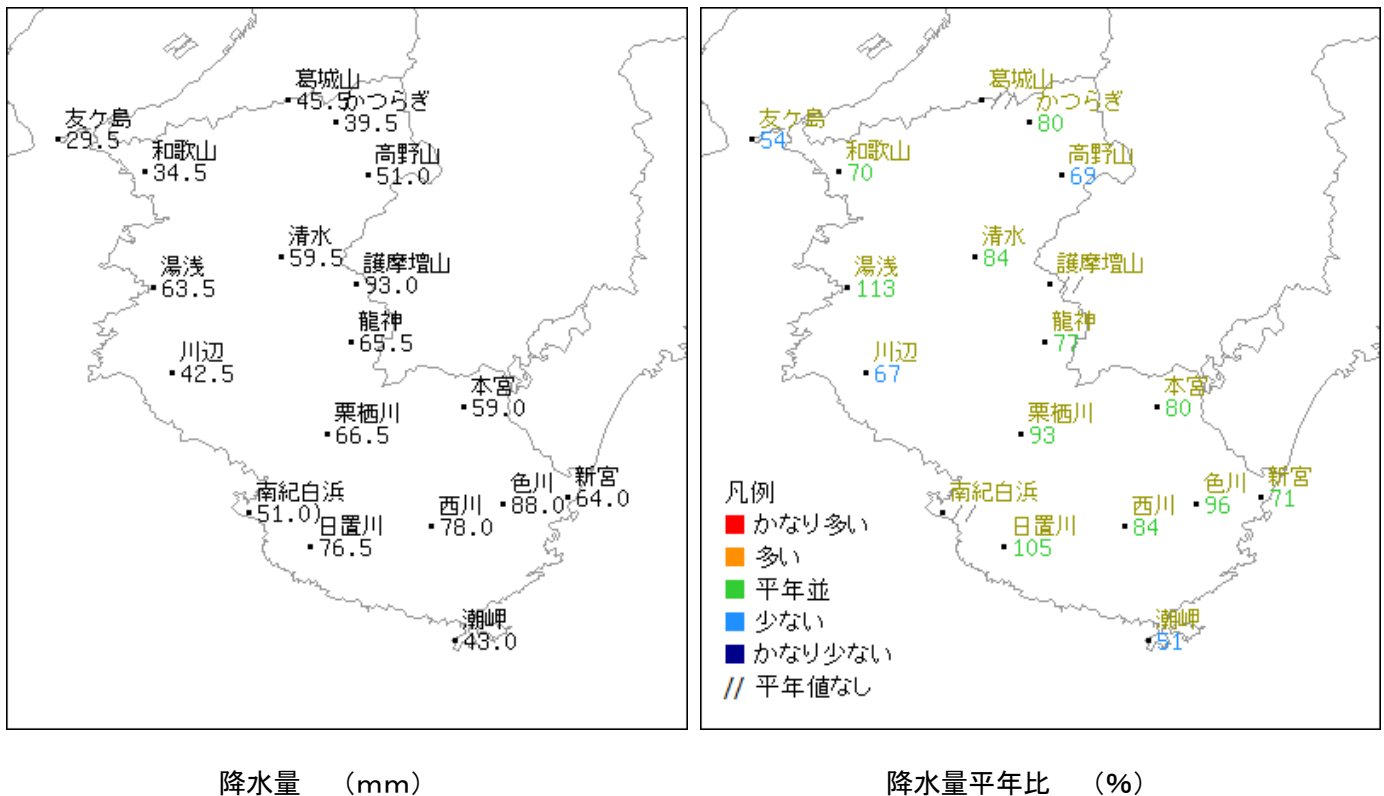 葛城山
45.5
かつらぎ
39.5
友ケ島
29.5
和歌山
34.5
高野山
51.0
清水
59.5
湯浅
63.5
護摩壇山
93.0
龍神
65.5
川辺
42.5
本宮
59.0
栗栖川
66.5
南紀白浜
51.0)
日置川
76.5
西川
78.0
色川
88.0
新宮
64.0
潮岬
43.0
降水量 (mm)
葛城山
//
かつらぎ
80
友ケ島
54
和歌山
70
高野山
69
清水
84
湯浅
113
護摩壇山
//
龍神
77
川辺
67
本宮
80
栗栖川
93
南紀白浜
//
日置川
105
西川
84
色川
96
新宮
71
潮岬
51
凡例
かなり多い
多い
平年並
少ない
かなり少ない
// 平年値なし
降水量平年比 (%)